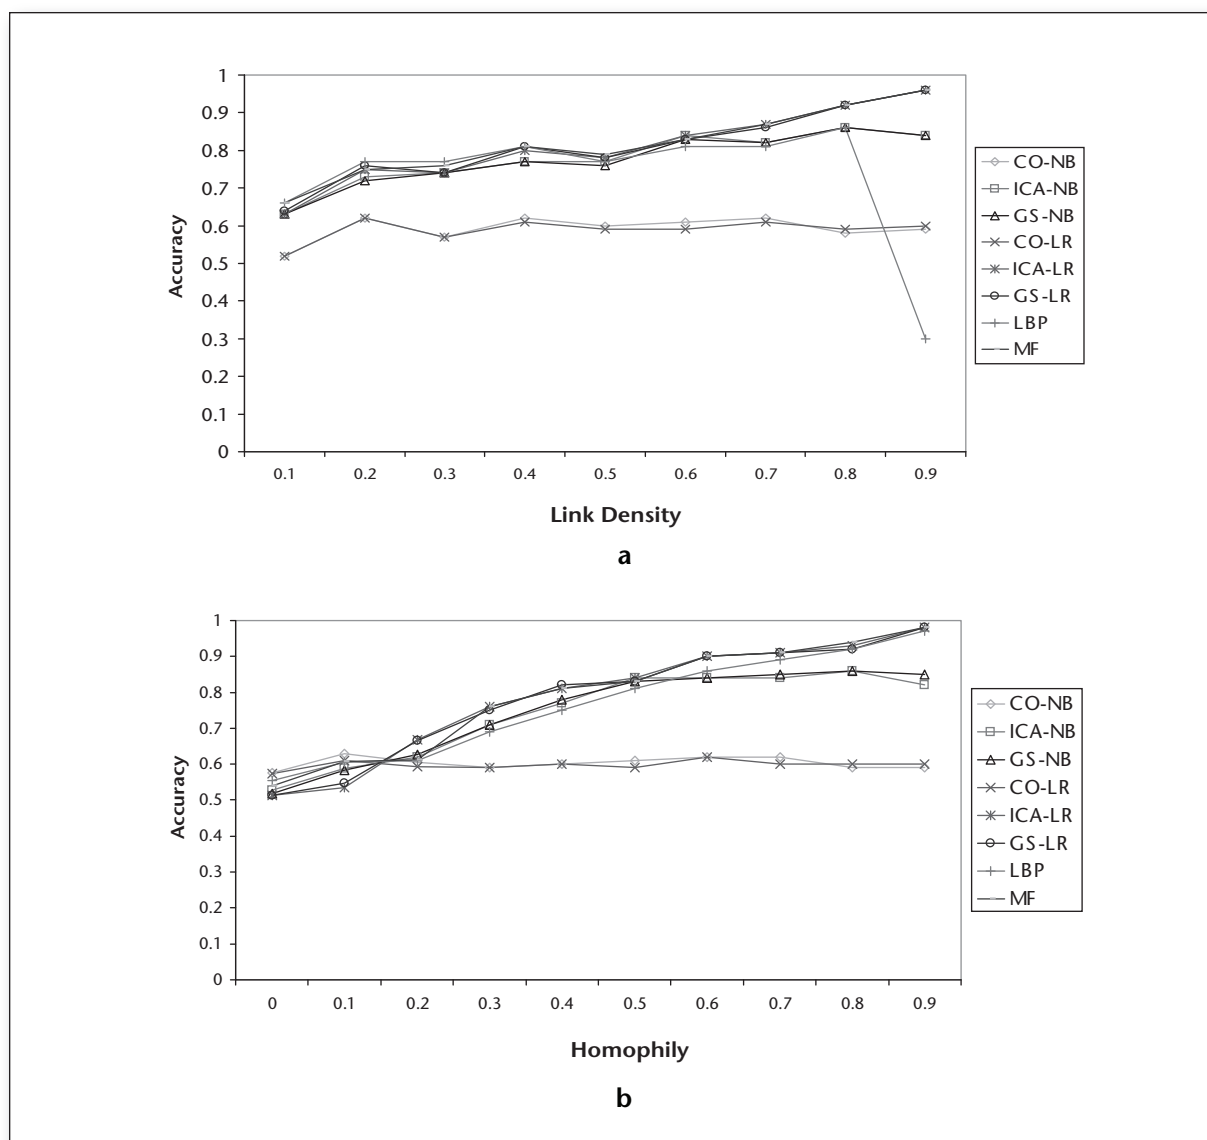 1
0.9
0.8
0.7
0.6
0.5
0.4
0.3
0.2
0.1
0
Accuracy
0.1 0.2 0.3 0.4 0.5 0.6 0.7 0.8 0.9
Link Density
CO-NB
ICA-NB
GS-NB
CO-LR
ICA-LR
GS-LR
LBP
MF
a
1
0.9
0.8
0.7
0.6
0.5
0.4
0.3
0.2
0.1
0
Accuracy
0 0.1 0.2 0.3 0.4 0.5 0.6 0.7 0.8 0.9
Homophily
CO-NB
ICA-NB
GS-NB
CO-LR
ICA-LR
GS-LR
LBP
MF
b